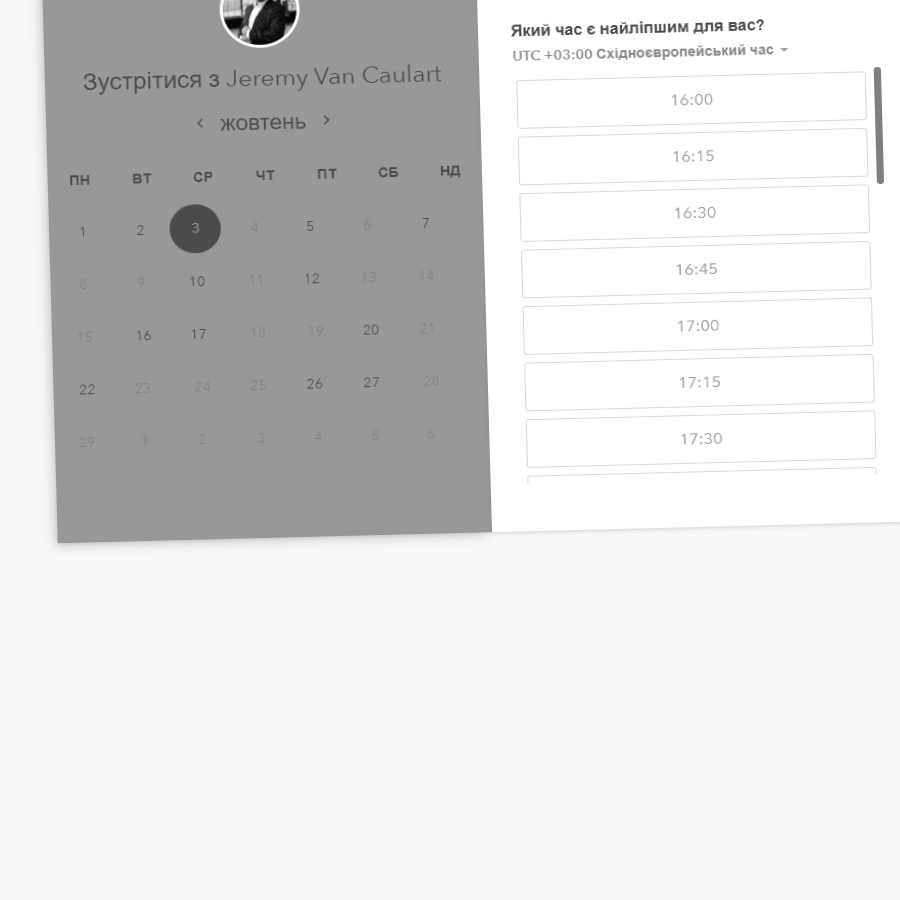 Зустрітися з Jeremy Van Caulart
‹ жовтень ›
ПН ВТ СР ЧТ ПТ СБ НД
1 2 3 4 5 6 7
8 9 10 11 12 13 14
15 16 17 18 19 20 21
22 23 24 25 26 27 28
29 1 2 3 4 5 6
Який час є найліпшим для вас?
UTC +03:00 Східноєвропейський час
16:00
16:15
16:30
16:45
17:00
17:15
17:30